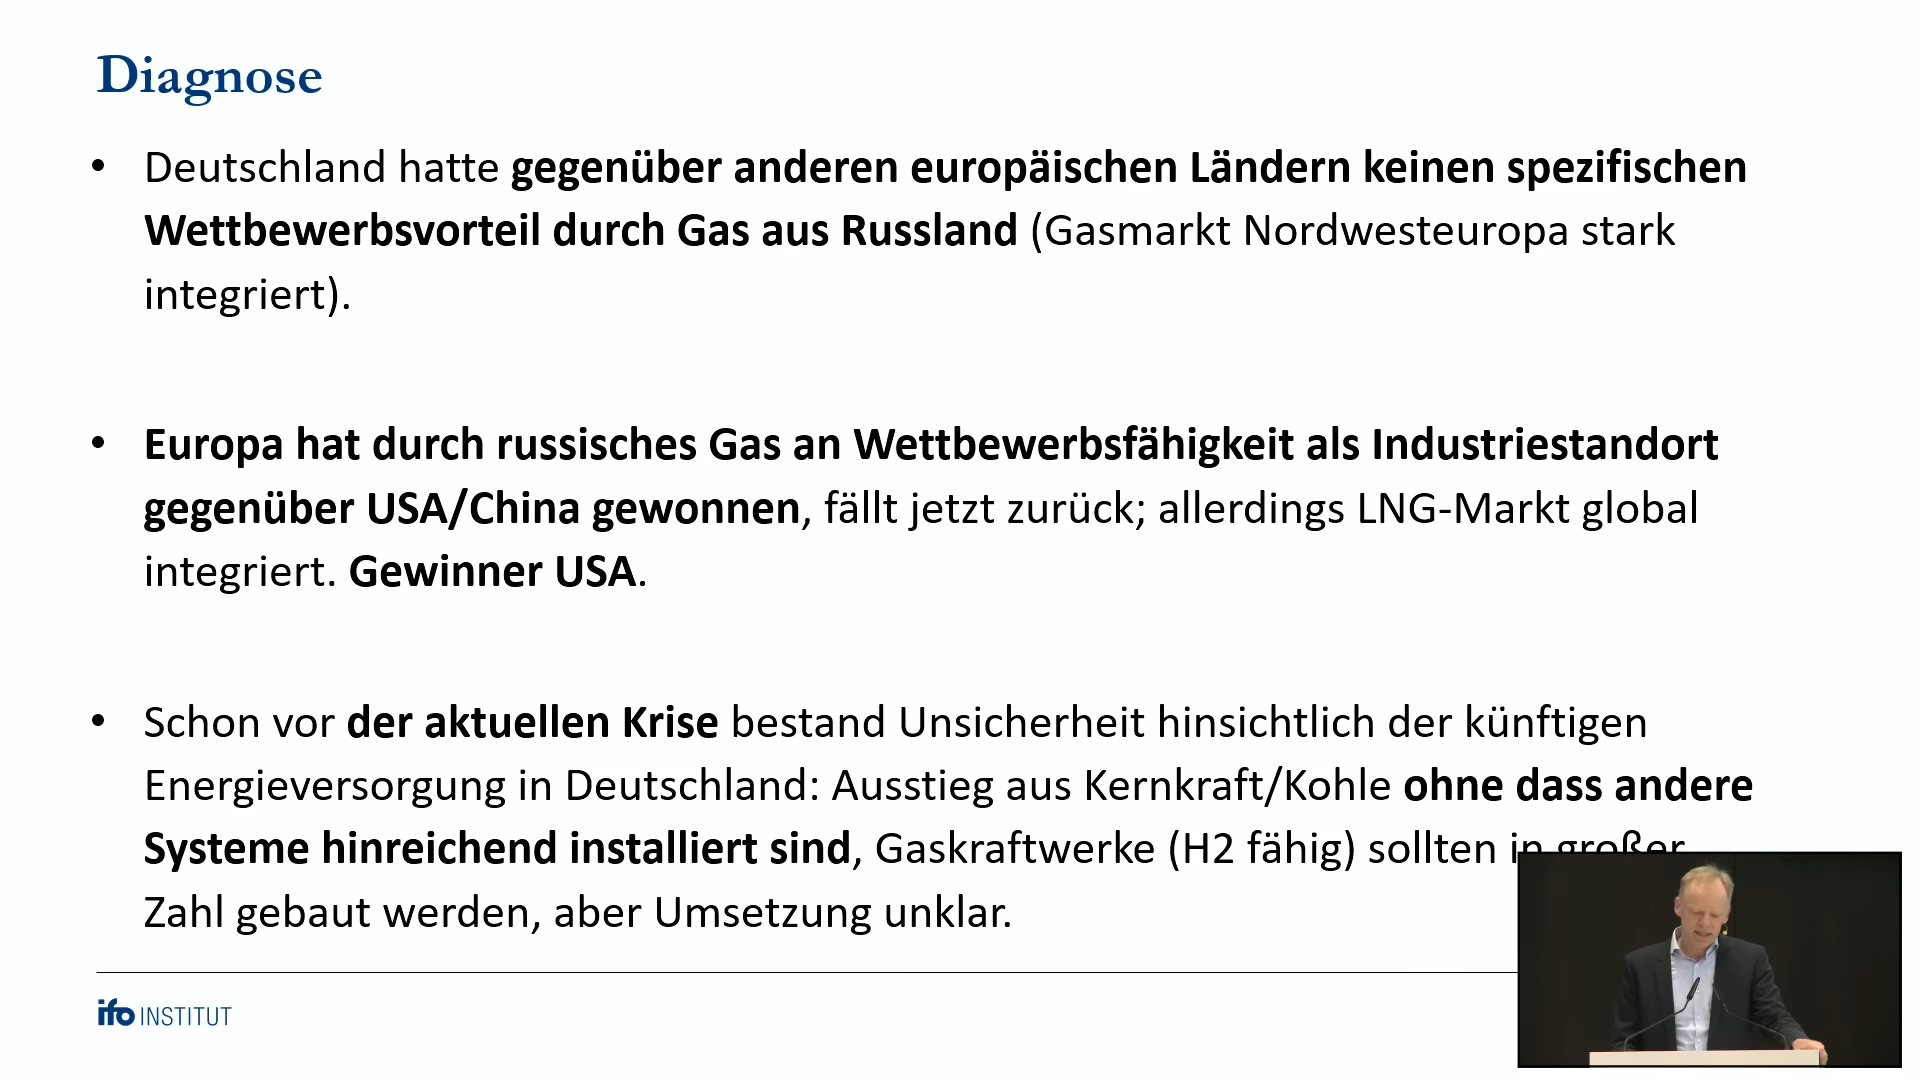 Diagnose
• Deutschland hatte gegenüber anderen europäischen Ländern keinen spezifischen
Wettbewerbsvorteil durch Gas aus Russland (Gasmarkt Nordwesteuropa stark
integriert).
• Europa hat durch russisches Gas an Wettbewerbsfähigkeit als Industriestandort
gegenüber USA/China gewonnen, fällt jetzt zurück; allerdings LNG-Markt global
integriert. Gewinner USA.
• Schon vor der aktuellen Krise bestand Unsicherheit hinsichtlich der künftigen
Energieversorgung in Deutschland: Ausstieg aus Kernkraft/Kohle ohne dass andere
Systeme hinreichend installiert sind, Gaskraftwerke (H2 fähig) sollten in großer
Zahl gebaut werden, aber Umsetzung unklar.
ifo INSTITUT